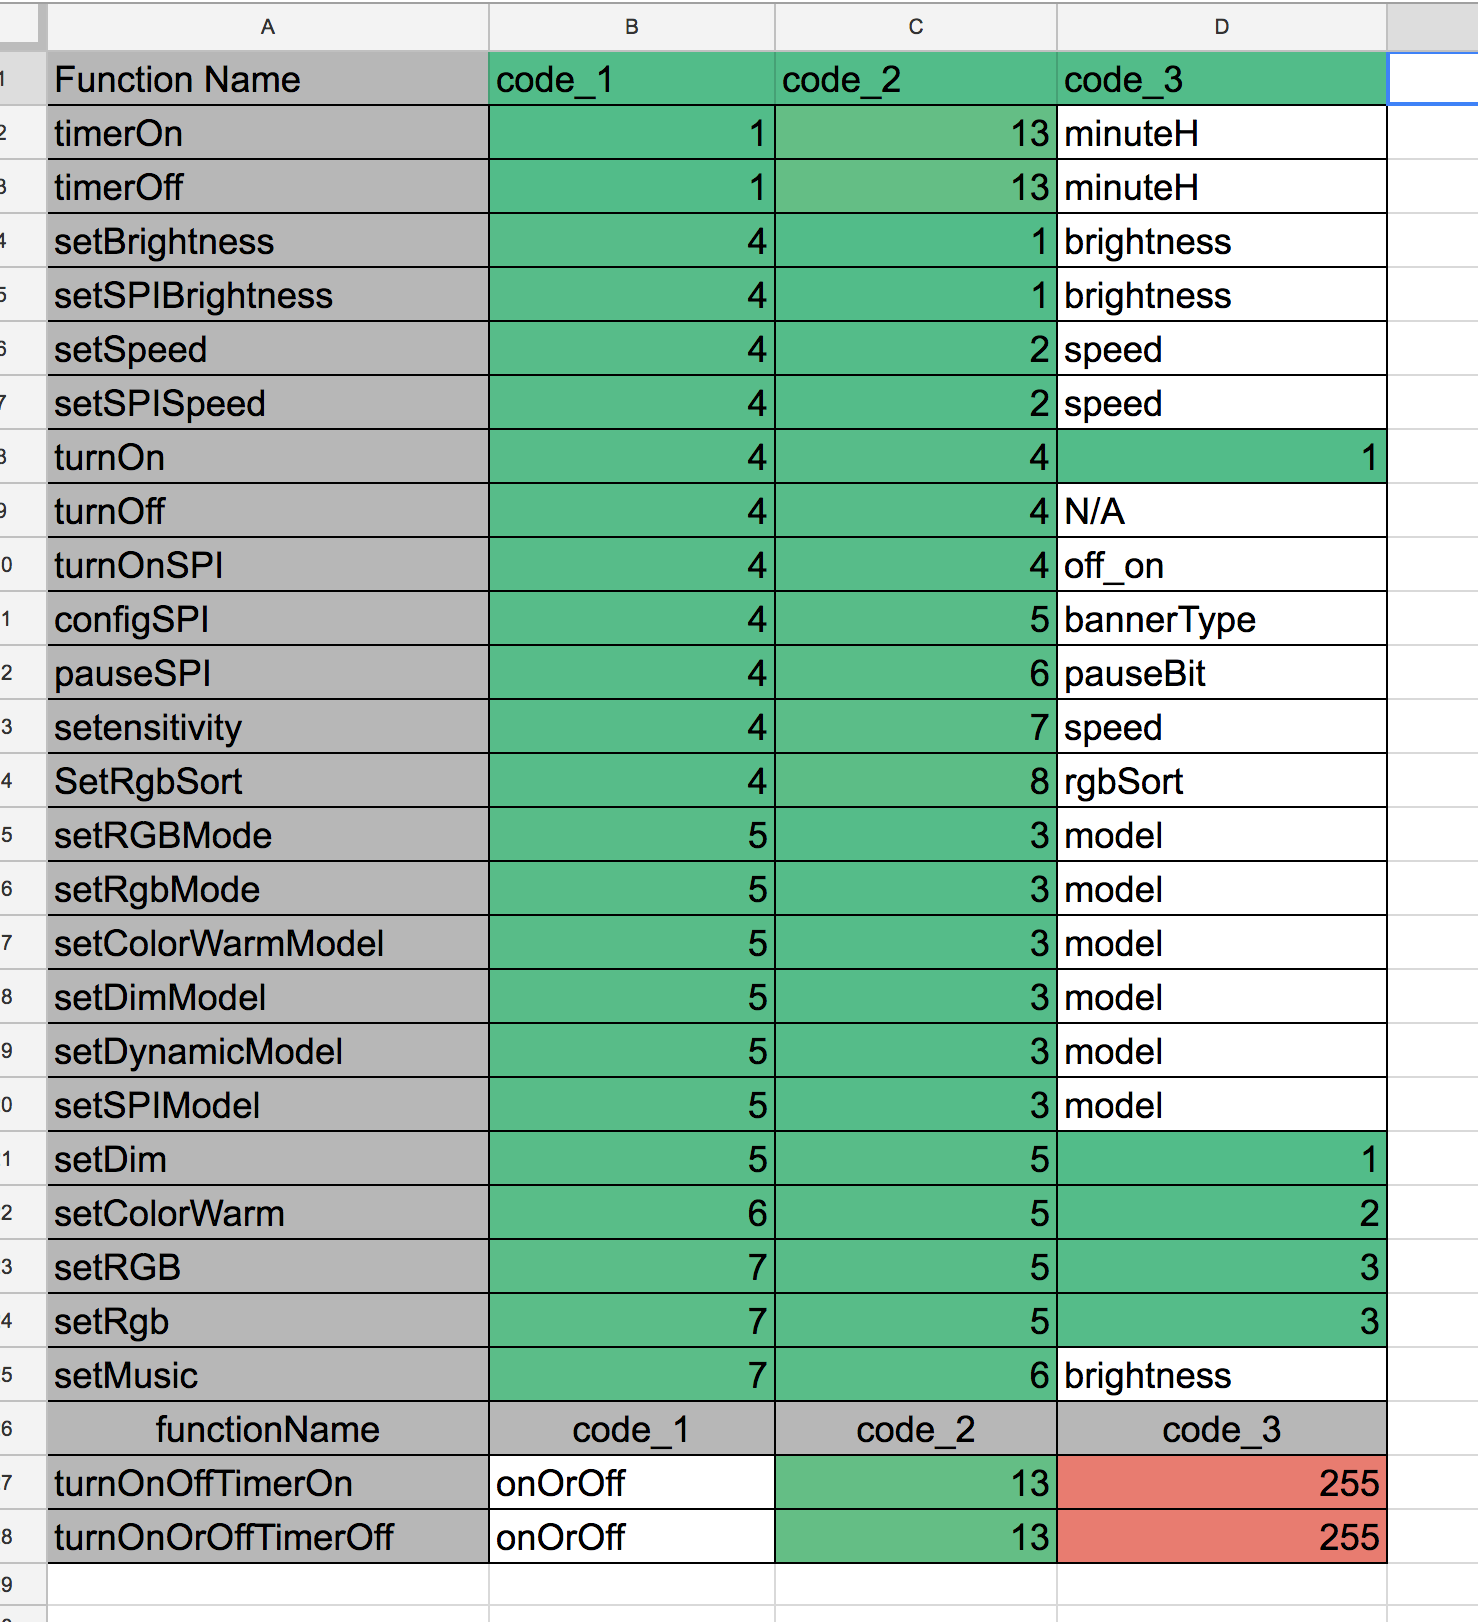 A B C D
1 Function Name code_1 code_2 code_3
2 timerOn 1 13 minuteH
3 timerOff 1 13 minuteH
4 setBrightness 4 1 brightness
5 setSPIBrightness 4 1 brightness
6 setSpeed 4 2 speed
7 setSPISpeed 4 2 speed
8 turnOn 4 4 1
9 turnOff 4 4 N/A
0 turnOnSPI 4 4 off_on
1 configSPI 4 5 bannerType
2 pauseSPI 4 6 pauseBit
3 setensitivity 4 7 speed
4 SetRgbSort 4 8 rgbSort
5 setRGBMode 5 3 model
6 setRgbMode 5 3 model
7 setColorWarmModel 5 3 model
8 setDimModel 5 3 model
9 setDynamicModel 5 3 model
0 setSPIModel 5 3 model
1 setDim 5 5 1
2 setColorWarm 6 5 2
3 setRGB 7 5 3
4 setRgb 7 5 3
5 setMusic 7 6 brightness
6 functionName code_1 code_2 code_3
7 turnOnOffTimerOn onOrOff 13 255
8 turnOnOrOffTimerOff onOrOff 13 255
9